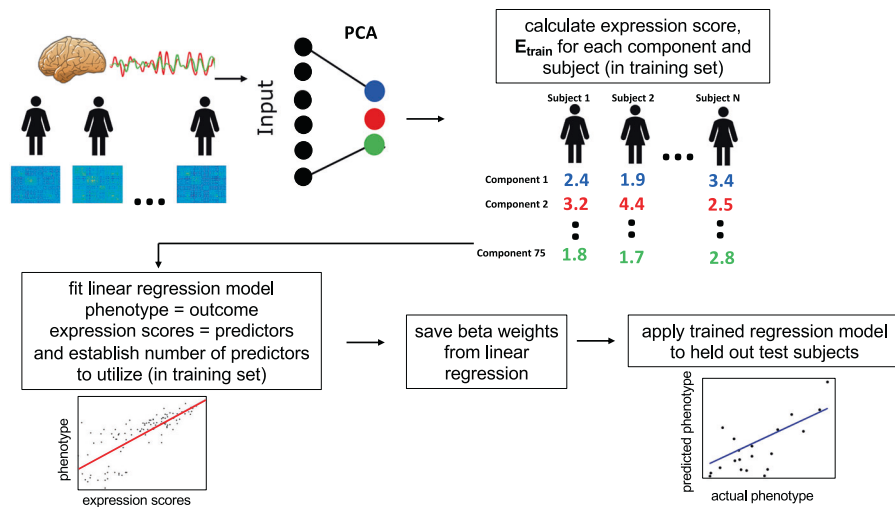 PCA
Input
calculate expression score,
E_train for each component and
subject (in training set)
Subject 1 Subject 2 Subject N
Component 1 2.4 1.9 3.4
Component 2 3.2 4.4 2.5
Component 75 1.8 1.7 2.8
fit linear regression model
phenotype = outcome
expression scores = predictors
and establish number of predictors
to utilize (in training set)
save beta weights
from linear
regression
apply trained regression model
to held out test subjects
phenotype
expression scores
predicted phenotype
actual phenotype